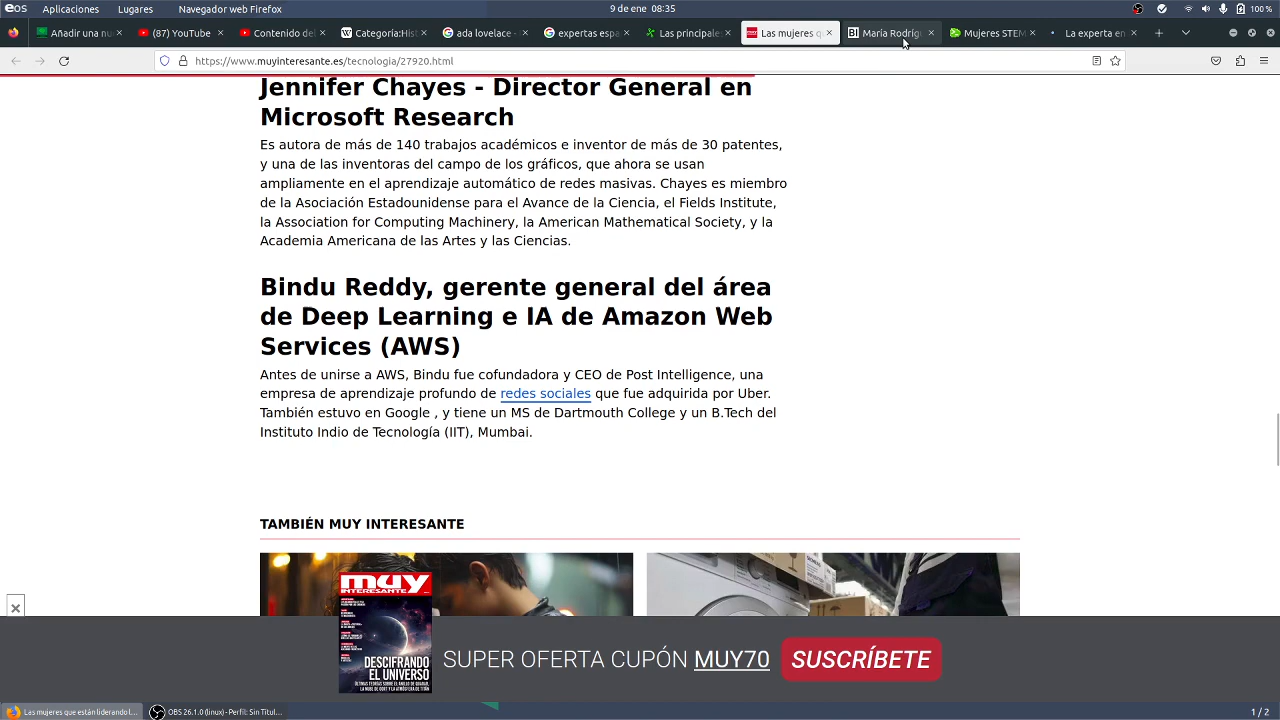 Aplicaciones
Lugares
Navegador web Firefox
9 de ene 08:35
100 %
Añadir una nu
(87) YouTube
Contenido del
Categoría:Hist
ada lovelace -
expertas espa
Las principale
Las mujeres q
María Rodríg
Mujeres STEM
La experta en
https://www.muyinteresante.es/tecnologia/27920.html
Jennifer Chayes - Director General en
Microsoft Research
Es autora de más de 140 trabajos académicos e inventor de más de 30 patentes,
y una de las inventoras del campo de los gráficos, que ahora se usan
ampliamente en el aprendizaje automático de redes masivas. Chayes es miembro
de la Asociación Estadounidense para el Avance de la Ciencia, el Fields Institute,
la Association for Computing Machinery, la American Mathematical Society, y la
Academia Americana de las Artes y las Ciencias.
Bindu Reddy, gerente general del área
de Deep Learning e IA de Amazon Web
Services (AWS)
Antes de unirse a AWS, Bindu fue cofundadora y CEO de Post Intelligence, una
empresa de aprendizaje profundo de redes sociales que fue adquirida por Uber.
También estuvo en Google , y tiene un MS de Dartmouth College y un B.Tech del
Instituto Indio de Tecnología (IIT), Mumbai.
TAMBIÉN MUY INTERESANTE
muy
INTERESANTE
DESCIFRANDO
EL UNIVERSO
SUPER OFERTA CUPÓN MUY70
SUSCRÍBETE
Las mujeres que están liderando l...
OBS 26.1.0 (linux) - Perfil: Sin Titul...
1 / 2